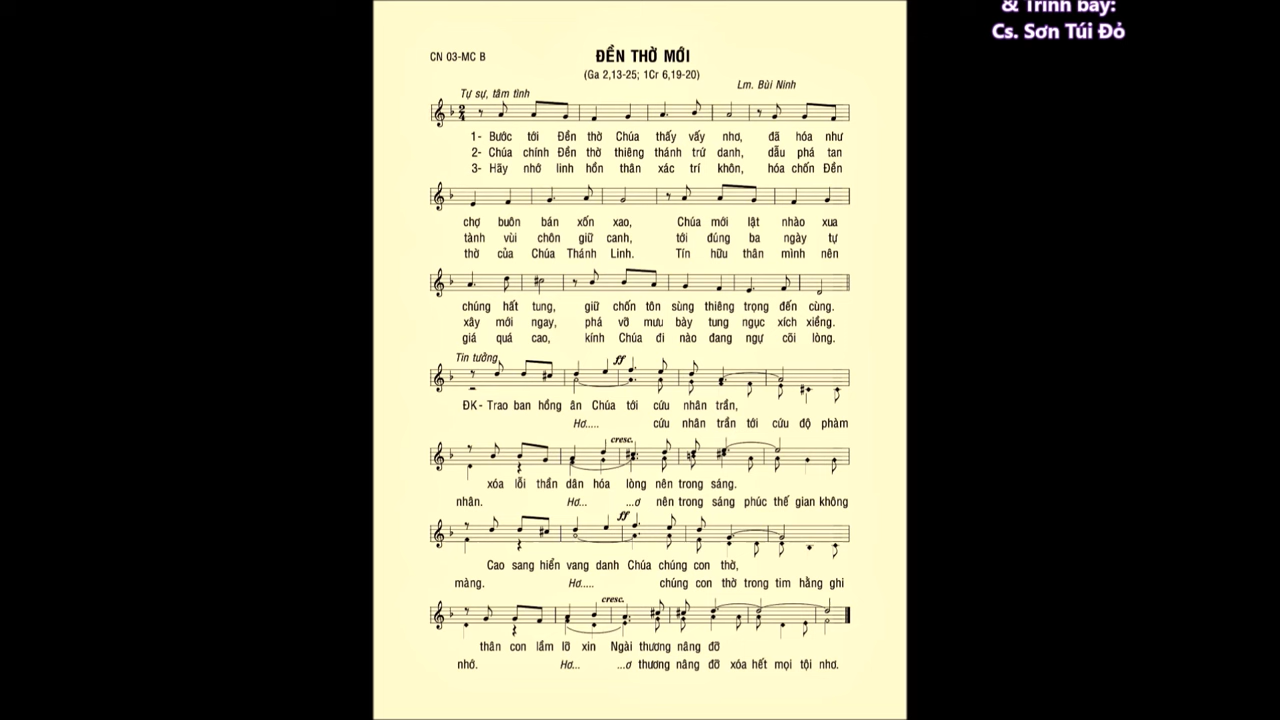 & Trình bày:
Cs. Sơn Túi Đỏ
CN 03-MC B
ĐỀN THỜ MỚI
(Ga 2,13-25; 1Cr 6,19-20)
Lm. Bùi Ninh
Tự sự, tâm tình
1- Bước tới Đền thờ Chúa thấy vấy nhơ, đã hóa như
2- Chúa chính Đền thờ thiêng thánh trứ danh, dẫu phá tan
3- Hãy nhớ linh hồn thân xác trí khôn, hóa chốn Đền
chợ buôn bán xốn xao, Chúa mới lật nhào xua
tành vùi chôn giữ canh, tới đúng ba ngày tự
thờ của Chúa Thánh Linh. Tín hữu thân mình nên
chúng hất tung, giữ chốn tôn sùng thiêng trọng đến cùng.
xây mới ngay, phá vỡ mưu bày tung ngục xích xiềng.
giá quá cao, kính Chúa đi nào đang ngự cõi lòng.
Tin tưởng
ff
ĐK- Trao ban hồng ân Chúa tới cứu nhân trần,
Hơ..... cứu nhân trần tới cứu độ phàm
cresc.
xóa lỗi thần dân hóa lòng nên trong sáng.
nhân. Hơ... ...ơ nên trong sáng phúc thế gian không
ff
Cao sang hiển vang danh Chúa chúng con thờ,
màng. Hơ..... chúng con thờ trong tim hằng ghi
cresc.
thân con lầm lỡ xin Ngài thương nâng đỡ
nhớ. Hơ... ...ơ thương nâng đỡ xóa hết mọi tội nhơ.